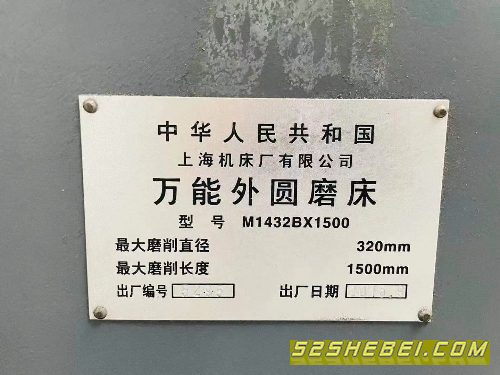 中华人民共和国
上海机床厂有限公司
万能外圆磨床
型 号 M1432BX1500
最大磨削直径 320mm
最大磨削长度 1500mm
出厂编号 出厂日期
52SHEBEI.COM